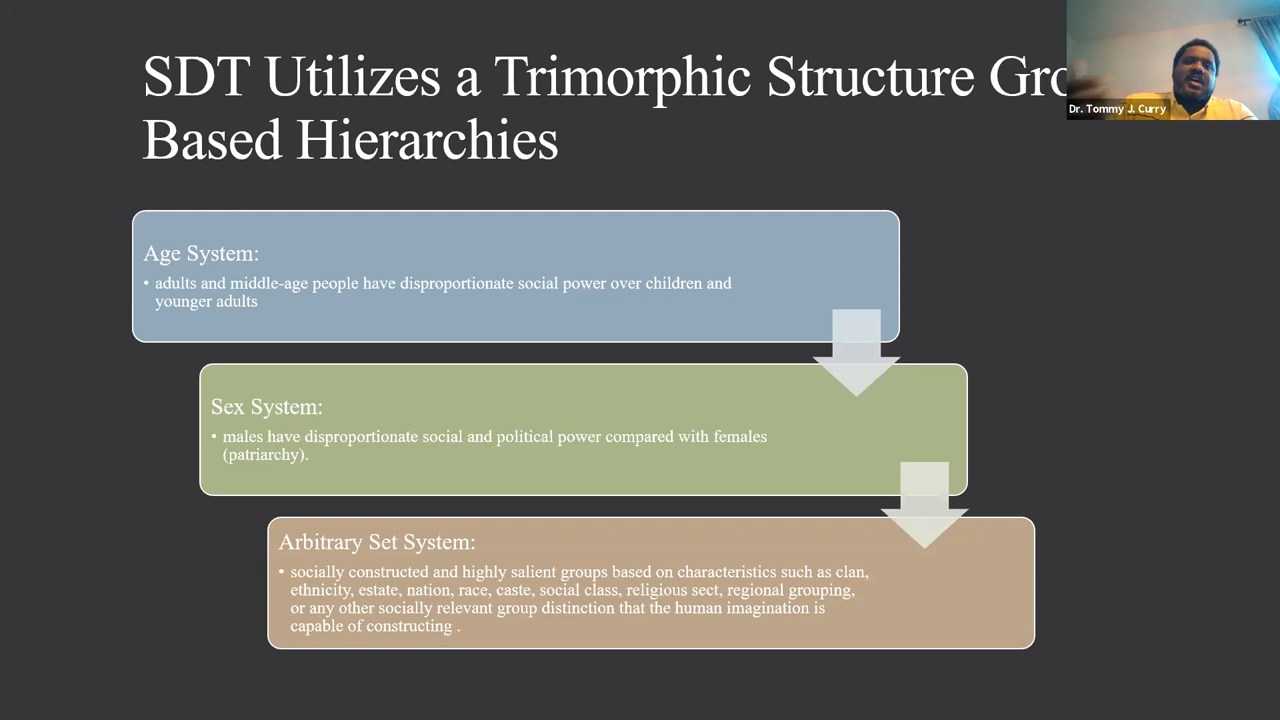 SDT Utilizes a Trimorphic Structure Gro
Based Hierarchies
Dr. Tommy J. Curry
Age System:
• adults and middle-age people have disproportionate social power over children and
younger adults
Sex System:
• males have disproportionate social and political power compared with females
(patriarchy).
Arbitrary Set System:
• socially constructed and highly salient groups based on characteristics such as clan,
ethnicity, estate, nation, race, caste, social class, religious sect, regional grouping,
or any other socially relevant group distinction that the human imagination is
capable of constructing .